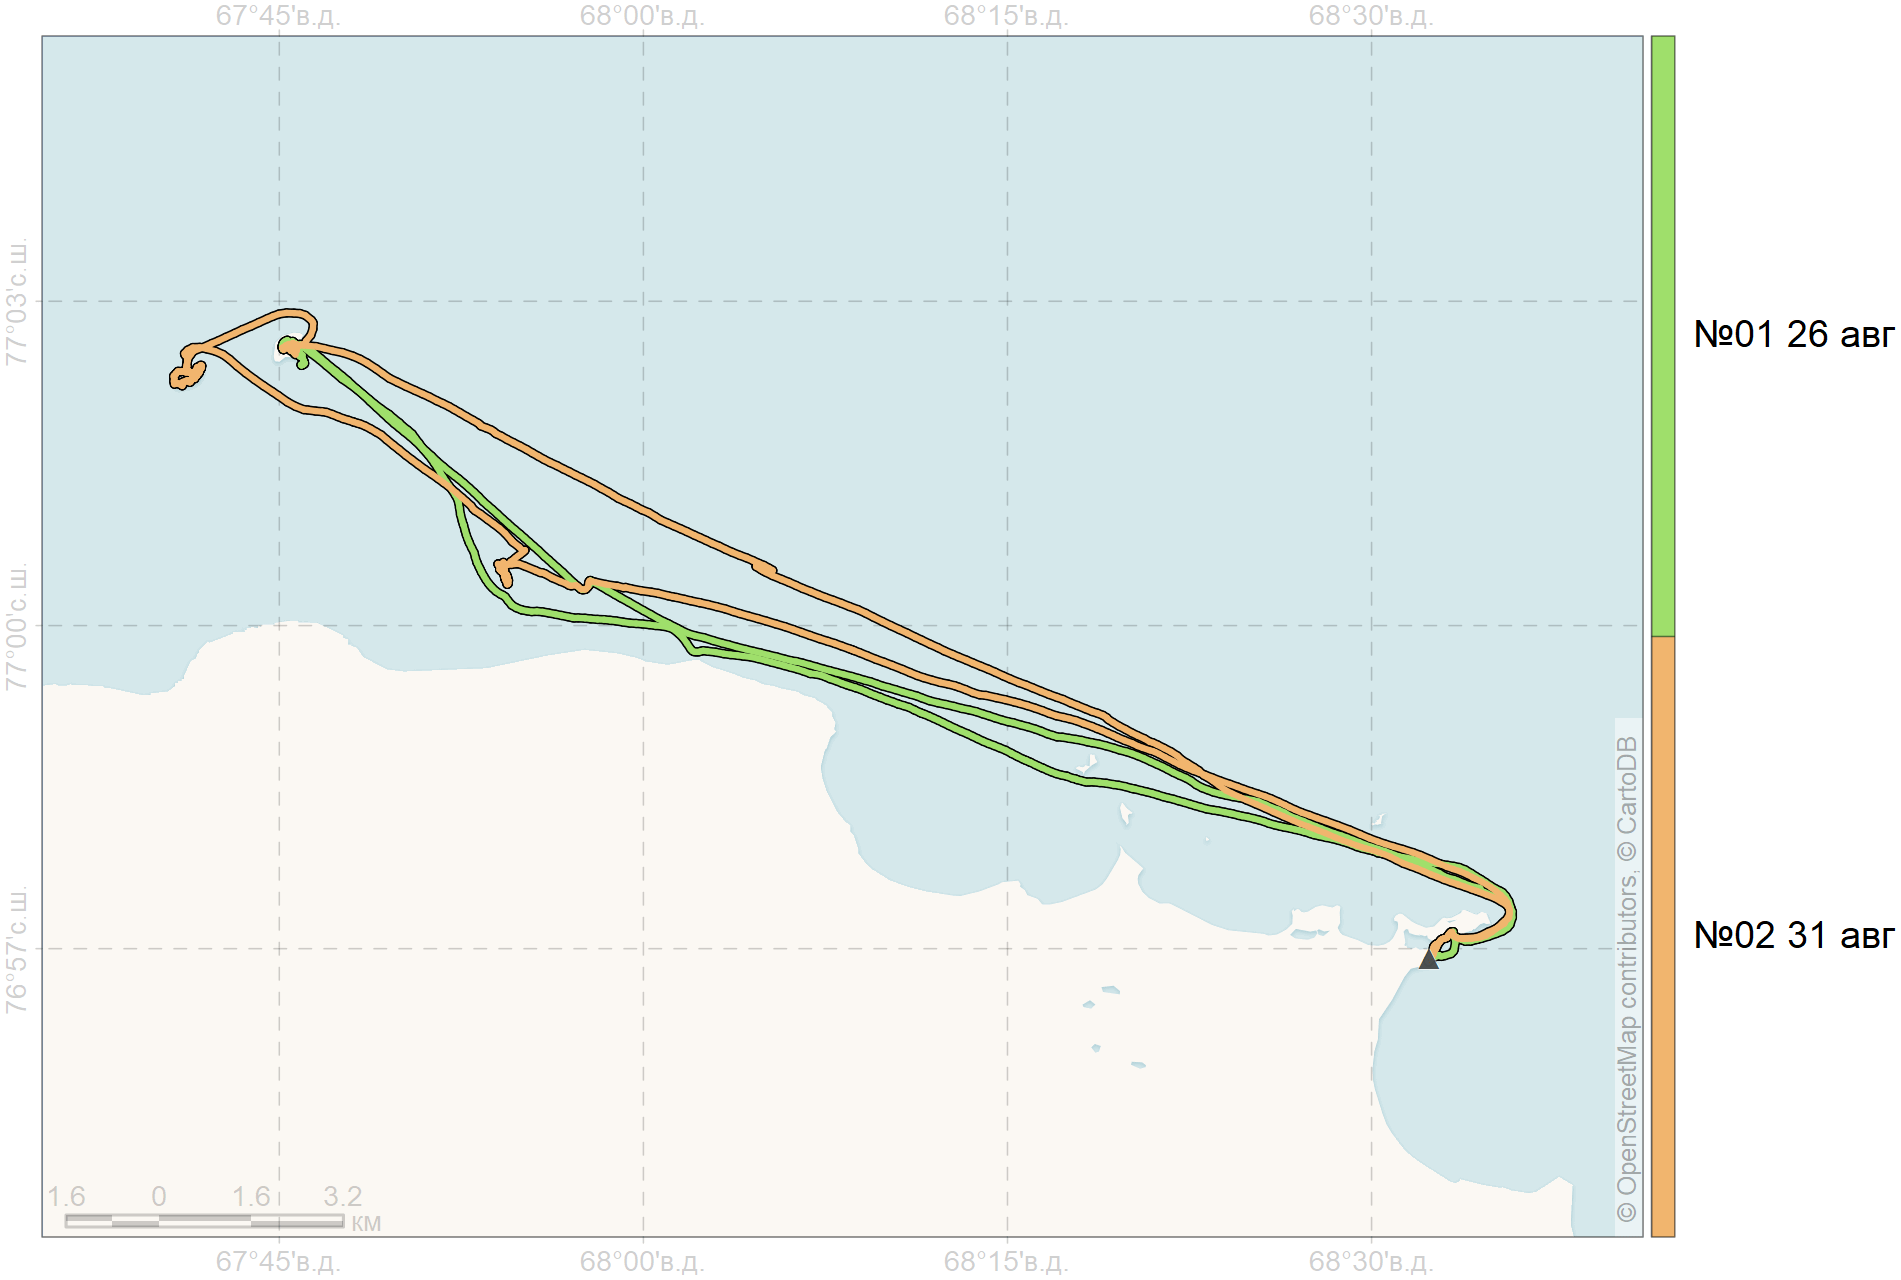 67°45'в.д.
68°00'в.д.
68°15'в.д.
68°30'в.д.
77°03'с.ш.
77°00'с.ш.
76°57'с.ш.
№01 26 авг
№02 31 авг
© OpenStreetMap contributors, © CartoDB
1.6 0 1.6 3.2
км
67°45'в.д.
68°00'в.д.
68°15'в.д.
68°30'в.д.